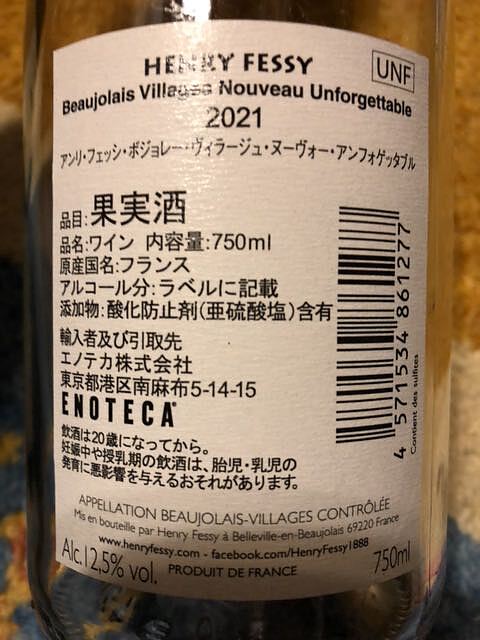 HENRY FESSY
UNF
Beaujolais Villages Nouveau Unforgettable
2021
アンリ・フェッシ・ボジョレー・ヴィラージュ・ヌーヴォー・アンフォゲッタブル
品目:果実酒
品名:ワイン 内容量:750ml
原産国名:フランス
アルコール分:ラベルに記載
添加物:酸化防止剤(亜硫酸塩)含有
輸入者及び引取先
エノテカ株式会社
東京都港区南麻布5-14-15
ENOTECA
飲酒は20歳になってから。
妊娠中や授乳期の飲酒は、胎児・乳児の
発育に悪影響を与えるおそれがあります。
4 571534 861277
Contient des sulfites
APPELLATION BEAUJOLAIS-VILLAGES CONTRÔLÉE
Mis en bouteille par Henry Fessy à Belleville-en-Beaujolais 69220 France
www.henryfessy.com - facebook.com/HenryFessy1888
Alc.12,5% vol. PRODUIT DE FRANCE 750ml